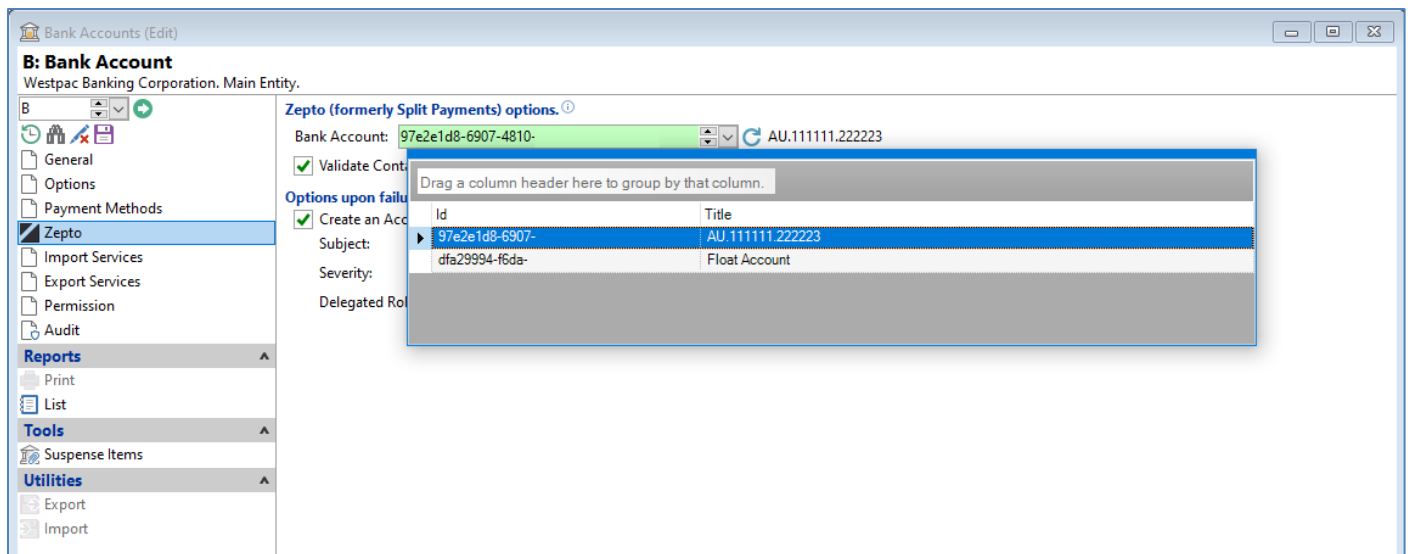 Bank Accounts (Edit)
B: Bank Account
Westpac Banking Corporation. Main Entity.
B
General
Options
Payment Methods
Zepto
Import Services
Export Services
Permission
Audit
Reports
Print
List
Tools
Suspense Items
Utilities
Export
Import
Zepto (formerly Split Payments) options.
Bank Account: 97e2e1d8-6907-4810- AU.111111.222223
Validate Conta
Options upon failu
Create an Acc
Subject:
Severity:
Delegated Rol
Drag a column header here to group by that column.
Id Title
97e2e1d8-6907- AU.111111.222223
dfa29994-f6da- Float Account